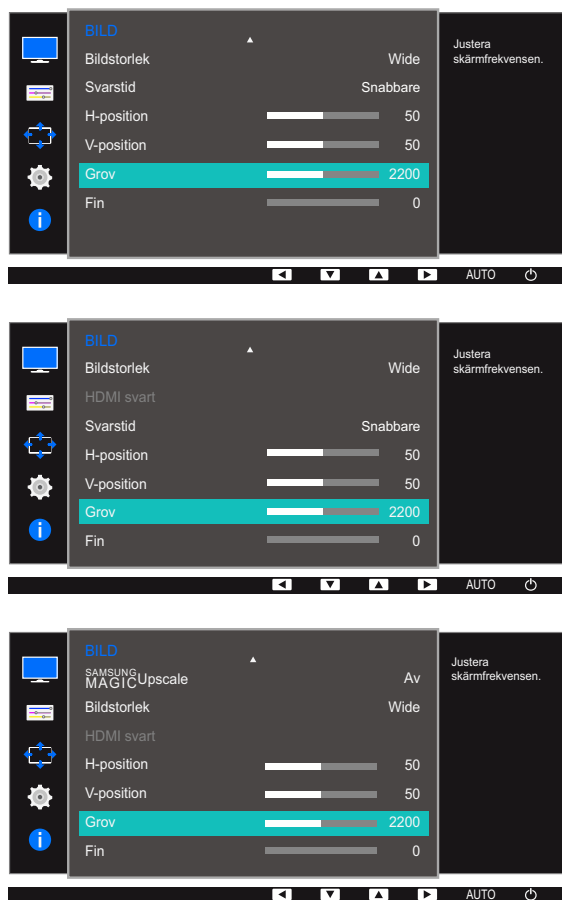 BILD
Bildstorlek Wide
Svarstid Snabbare
H-position 50
V-position 50
Grov 2200
Fin 0
Justera
skärmfrekvensen.
AUTO
BILD
Bildstorlek Wide
HDMI svart
Svarstid Snabbare
H-position 50
V-position 50
Grov 2200
Fin 0
Justera
skärmfrekvensen.
AUTO
BILD
SAMSUNG
MAGICUpscale Av
Bildstorlek Wide
HDMI svart
H-position 50
V-position 50
Grov 2200
Fin 0
Justera
skärmfrekvensen.
AUTO